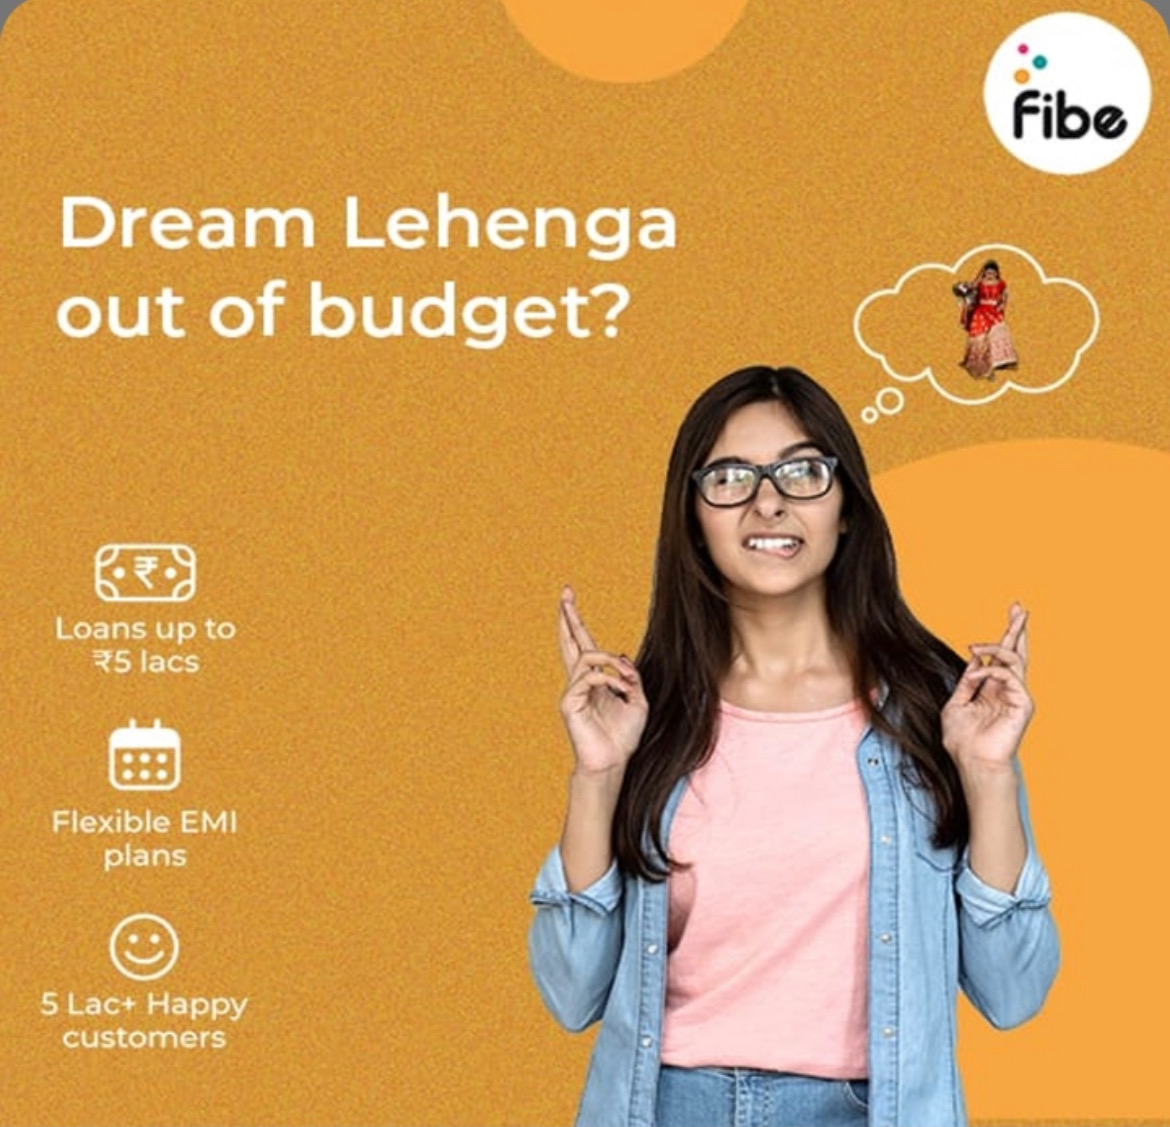 fibe
Dream Lehenga
out of budget?
₹
Loans up to
₹5 lacs
Flexible EMI
plans
5 Lac+ Happy
customers